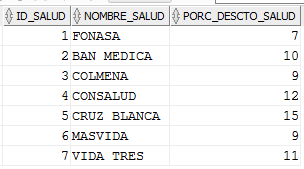 ID_SALUD NOMBRE_SALUD PORC_DESCTO_SALUD
1 FONASA 7
2 BAN MEDICA 10
3 COLMENA 9
4 CONSALUD 12
5 CRUZ BLANCA 15
6 MASVIDA 9
7 VIDA TRES 11